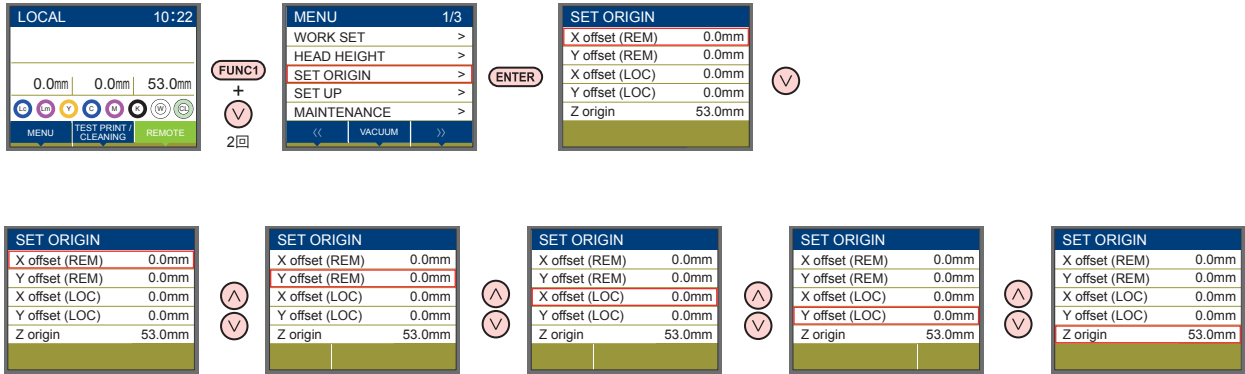 LOCAL 10:22
0.0mm 0.0mm 53.0mm
Lc Lm Y C M K W CL
MENU TEST PRINT / CLEANING REMOTE
FUNC1
+
2回
MENU 1/3
WORK SET >
HEAD HEIGHT >
SET ORIGIN >
SET UP >
MAINTENANCE >
<< VACUUM >>
ENTER
SET ORIGIN
X offset (REM) 0.0mm
Y offset (REM) 0.0mm
X offset (LOC) 0.0mm
Y offset (LOC) 0.0mm
Z origin 53.0mm
SET ORIGIN
X offset (REM) 0.0mm
Y offset (REM) 0.0mm
X offset (LOC) 0.0mm
Y offset (LOC) 0.0mm
Z origin 53.0mm
SET ORIGIN
X offset (REM) 0.0mm
Y offset (REM) 0.0mm
X offset (LOC) 0.0mm
Y offset (LOC) 0.0mm
Z origin 53.0mm
SET ORIGIN
X offset (REM) 0.0mm
Y offset (REM) 0.0mm
X offset (LOC) 0.0mm
Y offset (LOC) 0.0mm
Z origin 53.0mm
SET ORIGIN
X offset (REM) 0.0mm
Y offset (REM) 0.0mm
X offset (LOC) 0.0mm
Y offset (LOC) 0.0mm
Z origin 53.0mm
SET ORIGIN
X offset (REM) 0.0mm
Y offset (REM) 0.0mm
X offset (LOC) 0.0mm
Y offset (LOC) 0.0mm
Z origin 53.0mm